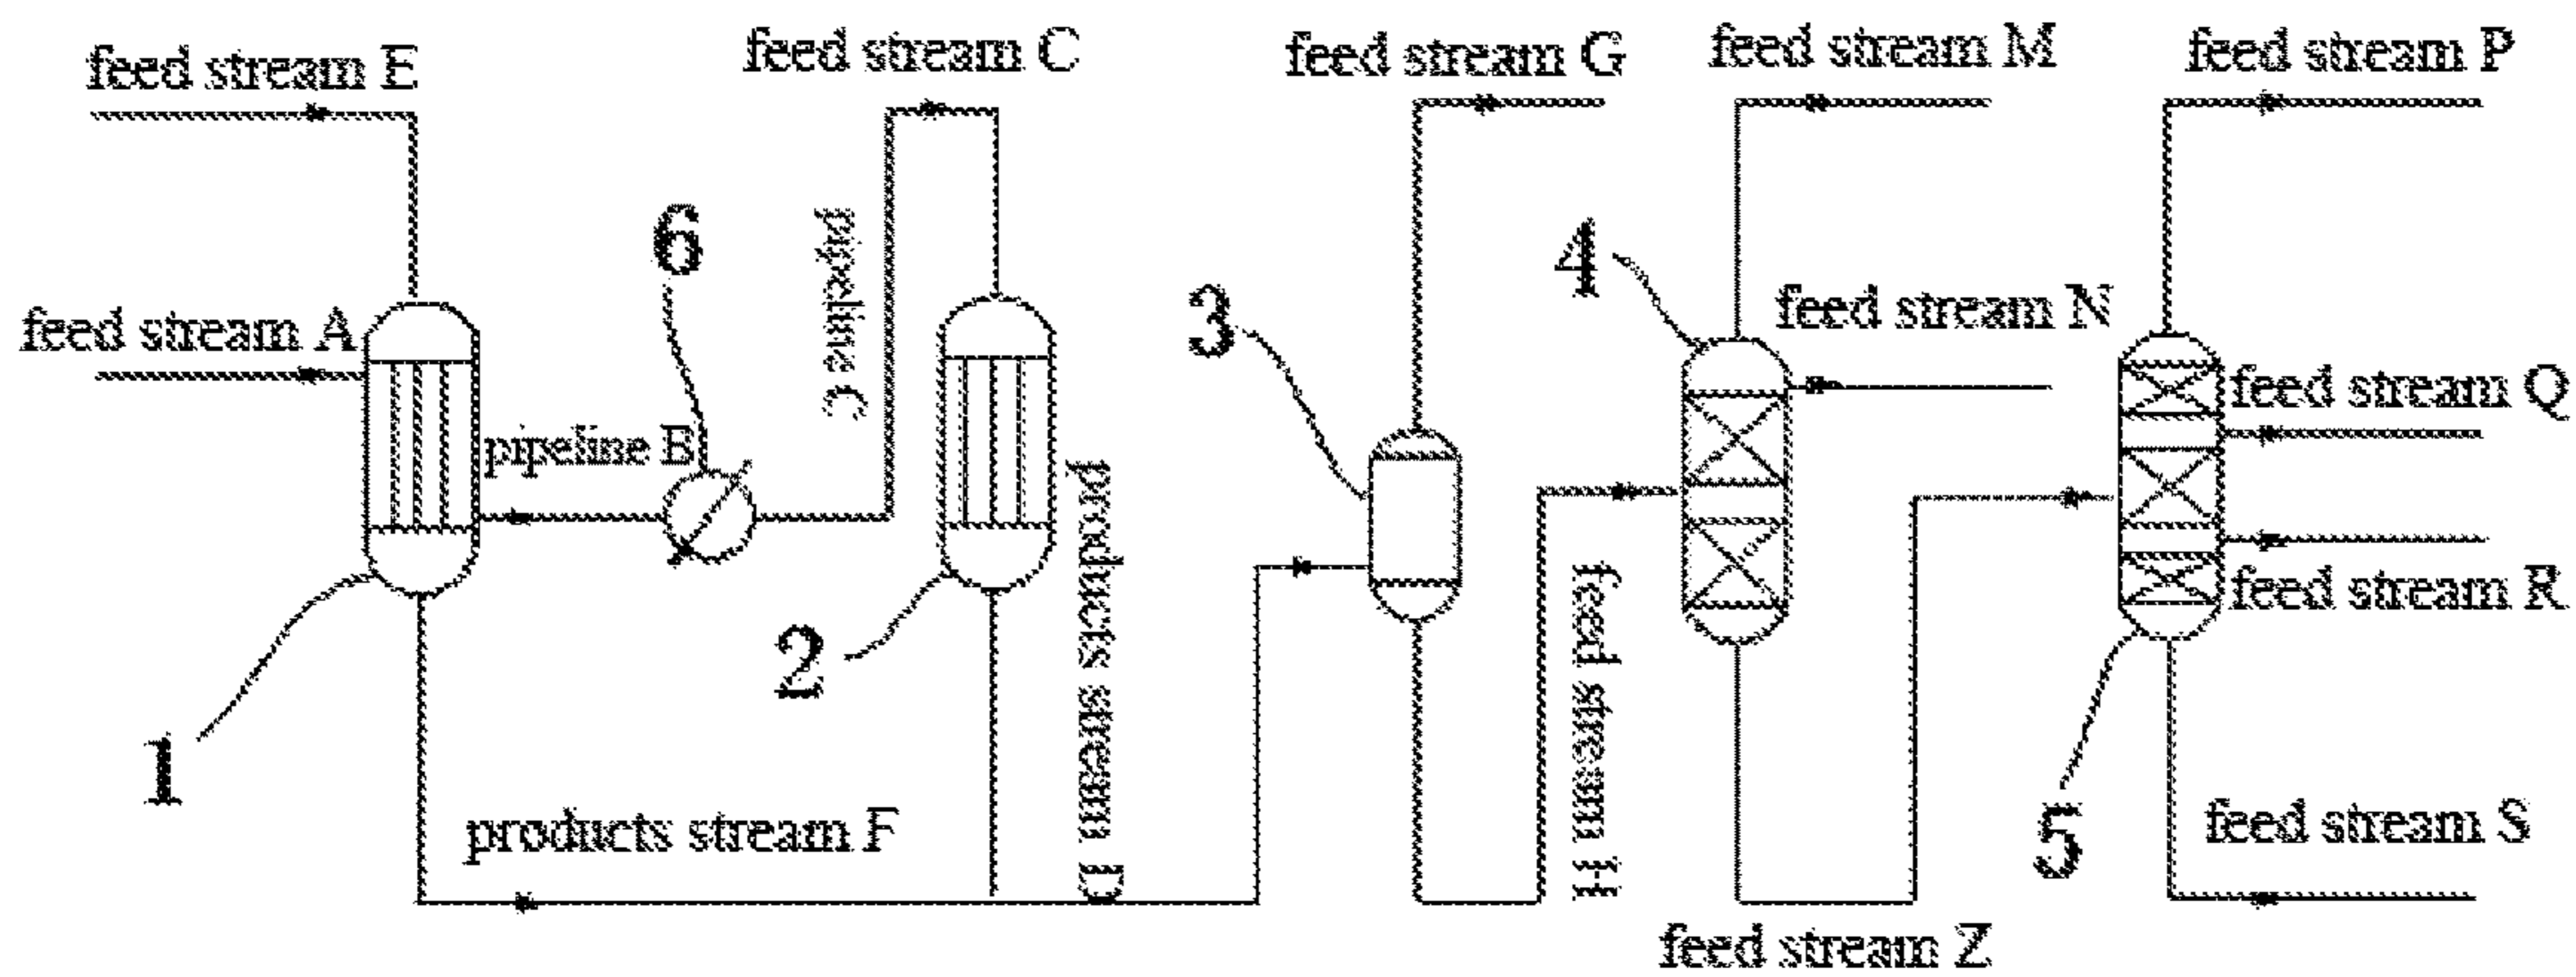 feed stream E
feed stream C
feed stream G
feed stream M
feed stream P
6
pipeline C
4
3
feed stream A
feed stream N
feed stream Q
pipeline B
products stream D
feed stream H
feed stream R
2
1
products stream F
5
feed stream S
feed stream Z